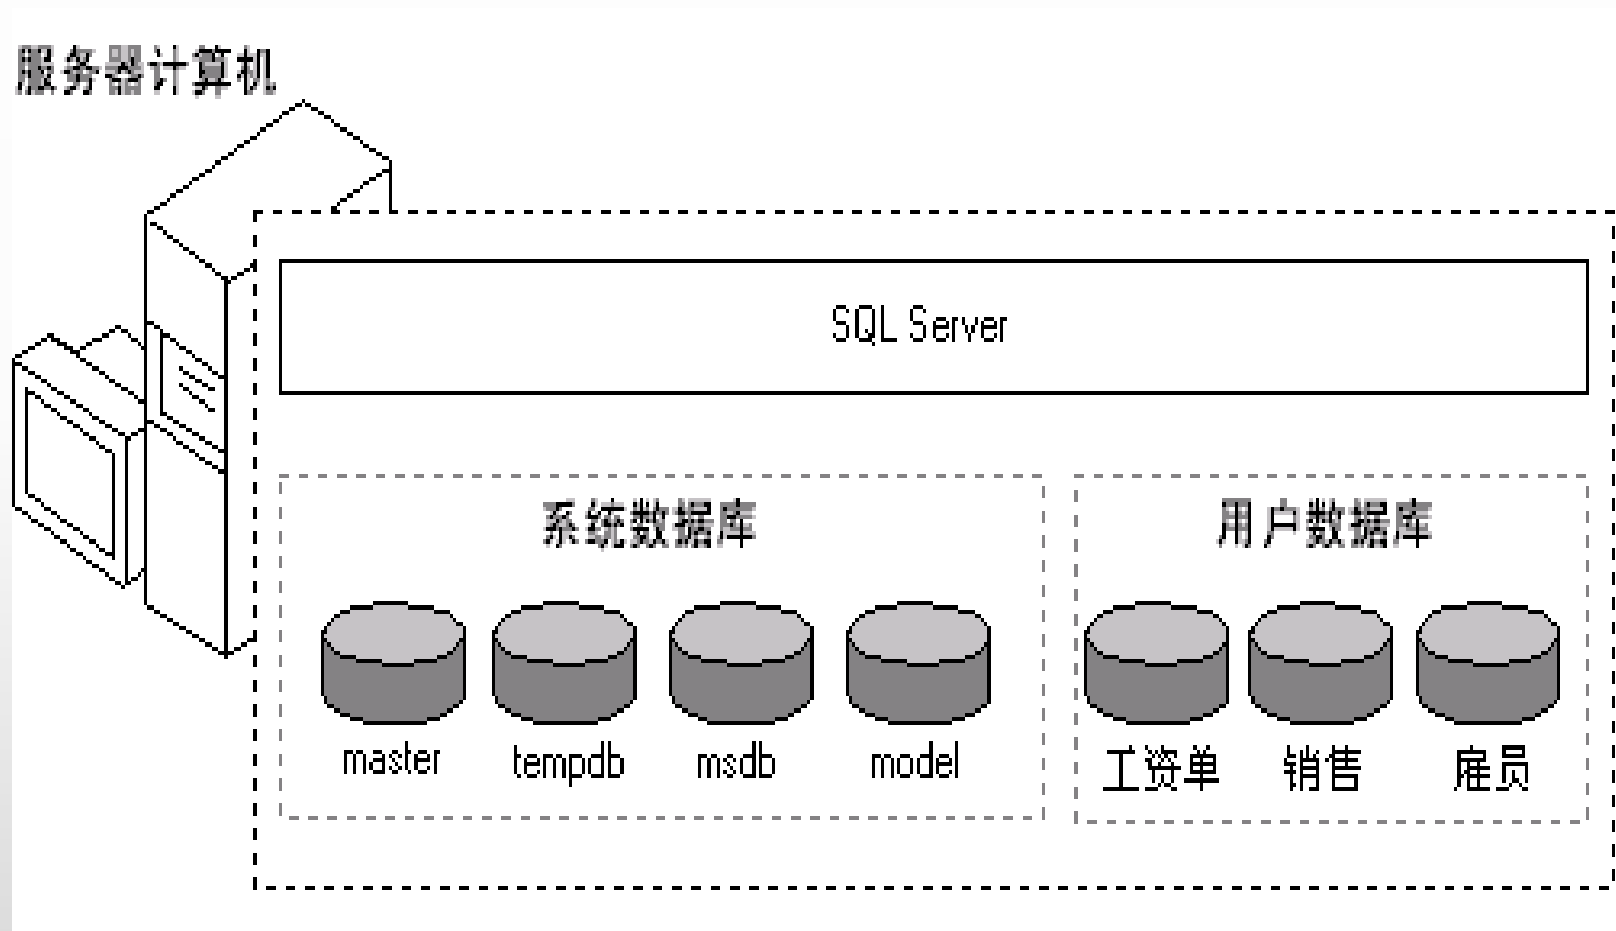 服务器计算机
SQL Server
系统数据库
用户数据库
master tempdb msdb model
工资单 销售 雇员